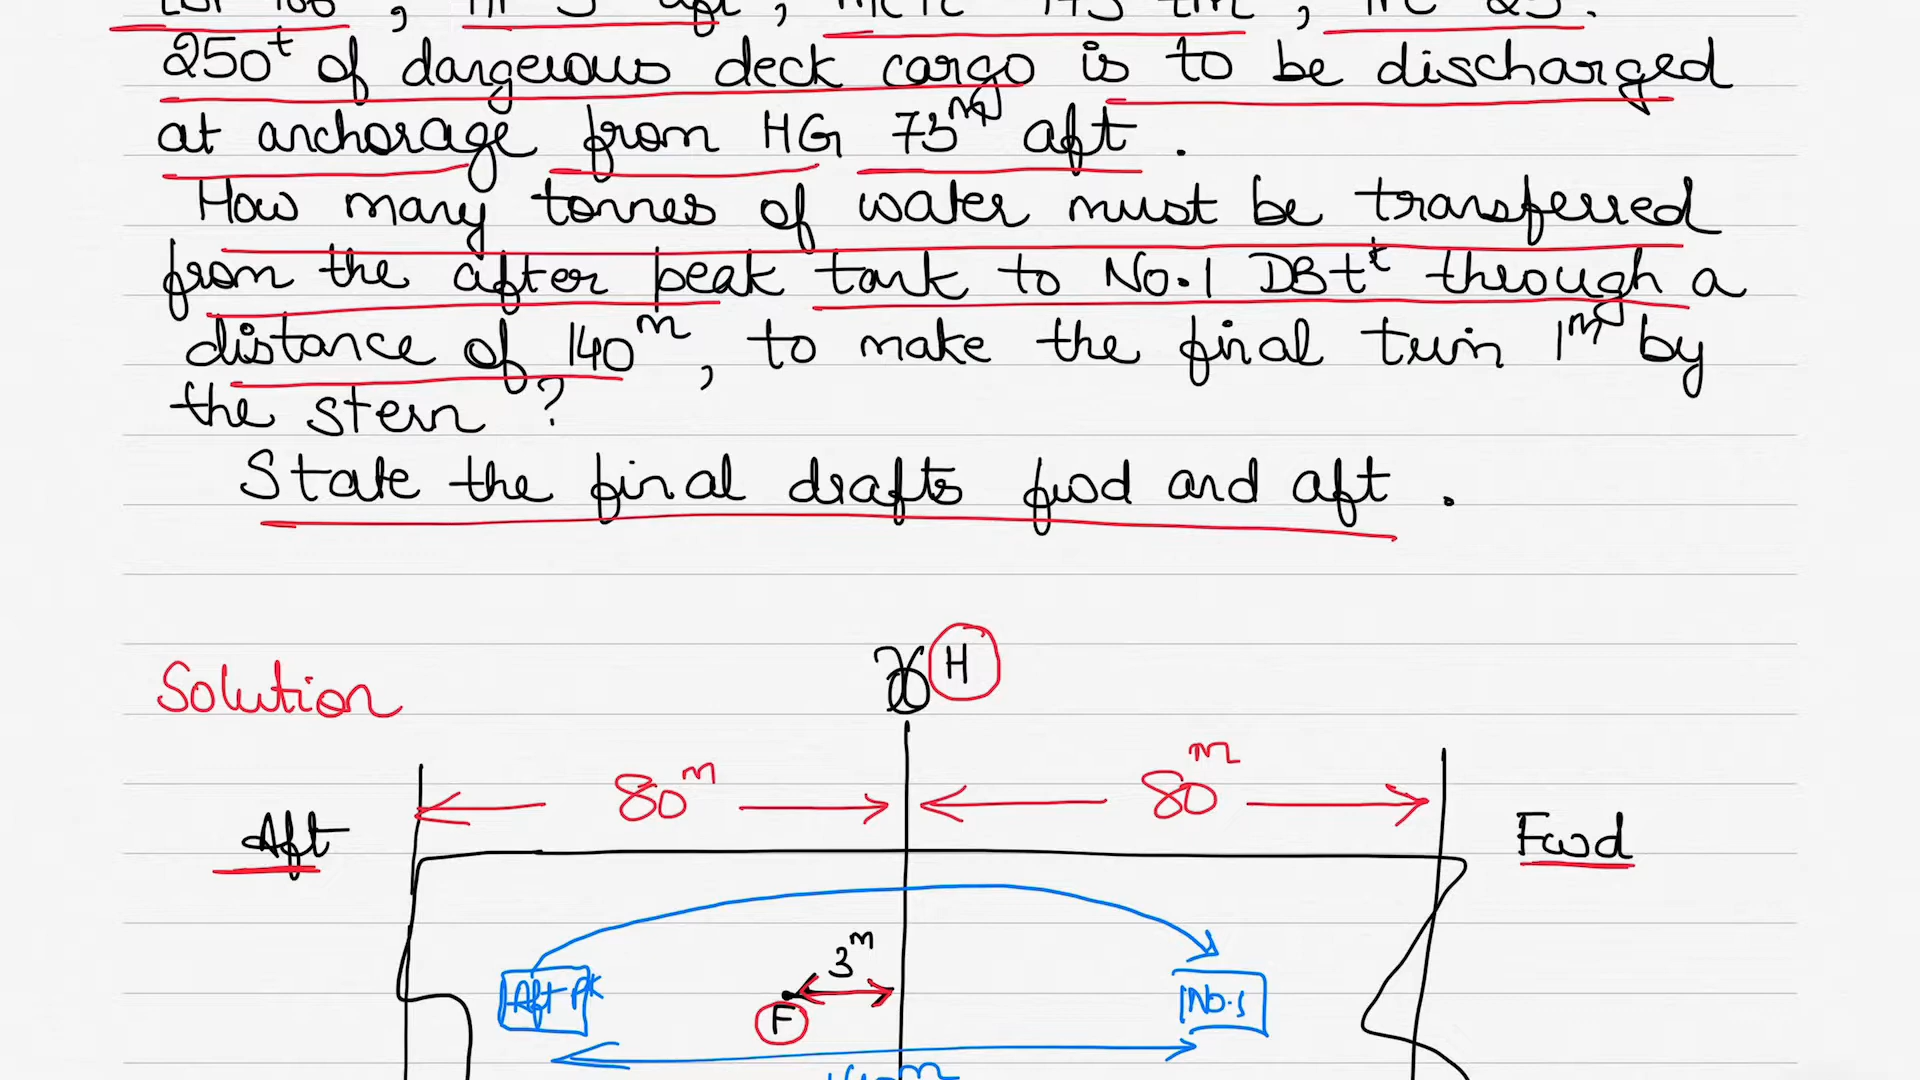 250t of dangerous deck cargo is to be discharged
at anchorage from HG 73m aft.
How many tonnes of water must be transferred
from the after peak tank to No.1 DBtt through a
distance of 140m, to make the final trim 1m by
the stern?
State the final drafts fwd and aft.
Solution
H
80m
80m
Aft
Fwd
3m
Aft PK
F
No.1